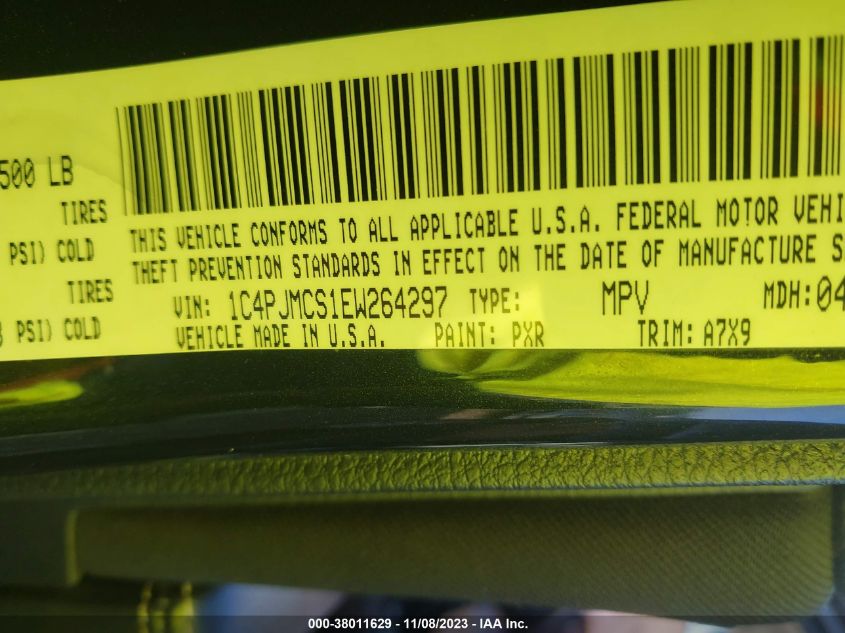 500 LB
TIRES
PSI) COLD
TIRES
PSI) COLD
THIS VEHICLE CONFORMS TO ALL APPLICABLE U.S.A. FEDERAL MOTOR VEHI
THEFT PREVENTION STANDARDS IN EFFECT ON THE DATE OF MANUFACTURE S
VIN: 1C4PJMCS1EW264297 TYPE: MPV MDH:04
VEHICLE MADE IN U.S.A. PAINT: PXR TRIM: A7X9
000-38011629 - 11/08/2023 - IAA Inc.